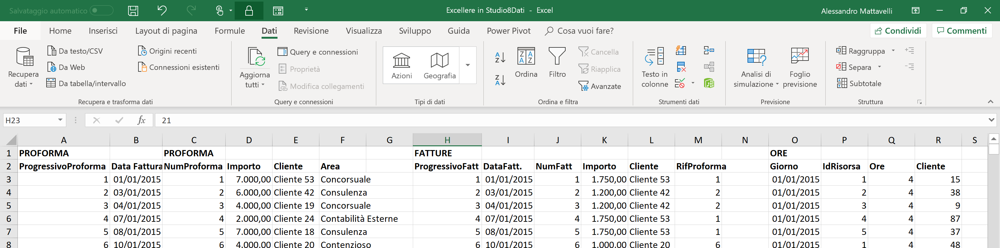 Salvataggio automatico
Excellere in Studio8Dati - Excel
Alessandro Mattavelli
File Home Inserisci Layout di pagina Formule Dati Revisione Visualizza Sviluppo Guida Power Pivot Cosa vuoi fare? Condividi Commenti
Recupera dati
Da testo/CSV
Da Web
Da tabella/intervallo
Origini recenti
Connessioni esistenti
Recupera e trasforma dati
Aggiorna tutti
Query e connessioni
Proprietà
Modifica collegamenti
Query e connessioni
Azioni
Geografia
Tipi di dati
Ordina
Filtro
Cancella
Riapplica
Avanzate
Ordina e filtra
Testo in colonne
Strumenti dati
Analisi di simulazione
Foglio previsione
Previsione
Raggruppa
Separa
Subtotale
Struttura
H23 fx 21
A B C D E F G H I J K L M N O P Q R S
1 PROFORMA PROFORMA FATTURE ORE
2 ProgressivoProforma Data Fattura NumProforma Importo Cliente Area ProgressivoFatt DataFatt. NumFatt Importo Cliente RifProforma Giorno IdRisorsa Ore Cliente
3 1 01/01/2015 1 7.000,00 Cliente 53 Concorsuale 1 01/01/2015 1 1.750,00 Cliente 53 1 01/01/2015 1 4 15
4 2 03/01/2015 2 6.000,00 Cliente 42 Consulenza 2 03/01/2015 2 1.200,00 Cliente 42 2 01/01/2015 2 4 38
5 3 04/01/2015 3 4.000,00 Cliente 19 Concorsuale 3 04/01/2015 3 1.200,00 Cliente 42 2 01/01/2015 3 4 9
6 4 07/01/2015 4 2.000,00 Cliente 24 Contabilità Esterne 4 07/01/2015 4 1.750,00 Cliente 53 1 01/01/2015 4 4 87
7 5 08/01/2015 5 7.000,00 Cliente 18 Consulenza 5 08/01/2015 5 1.750,00 Cliente 53 1 01/01/2015 5 4 37
8 6 10/01/2015 6 4.000,00 Cliente 20 Contenzioso 6 10/01/2015 6 1.000,00 Cliente 20 6 01/01/2015 1 4 48